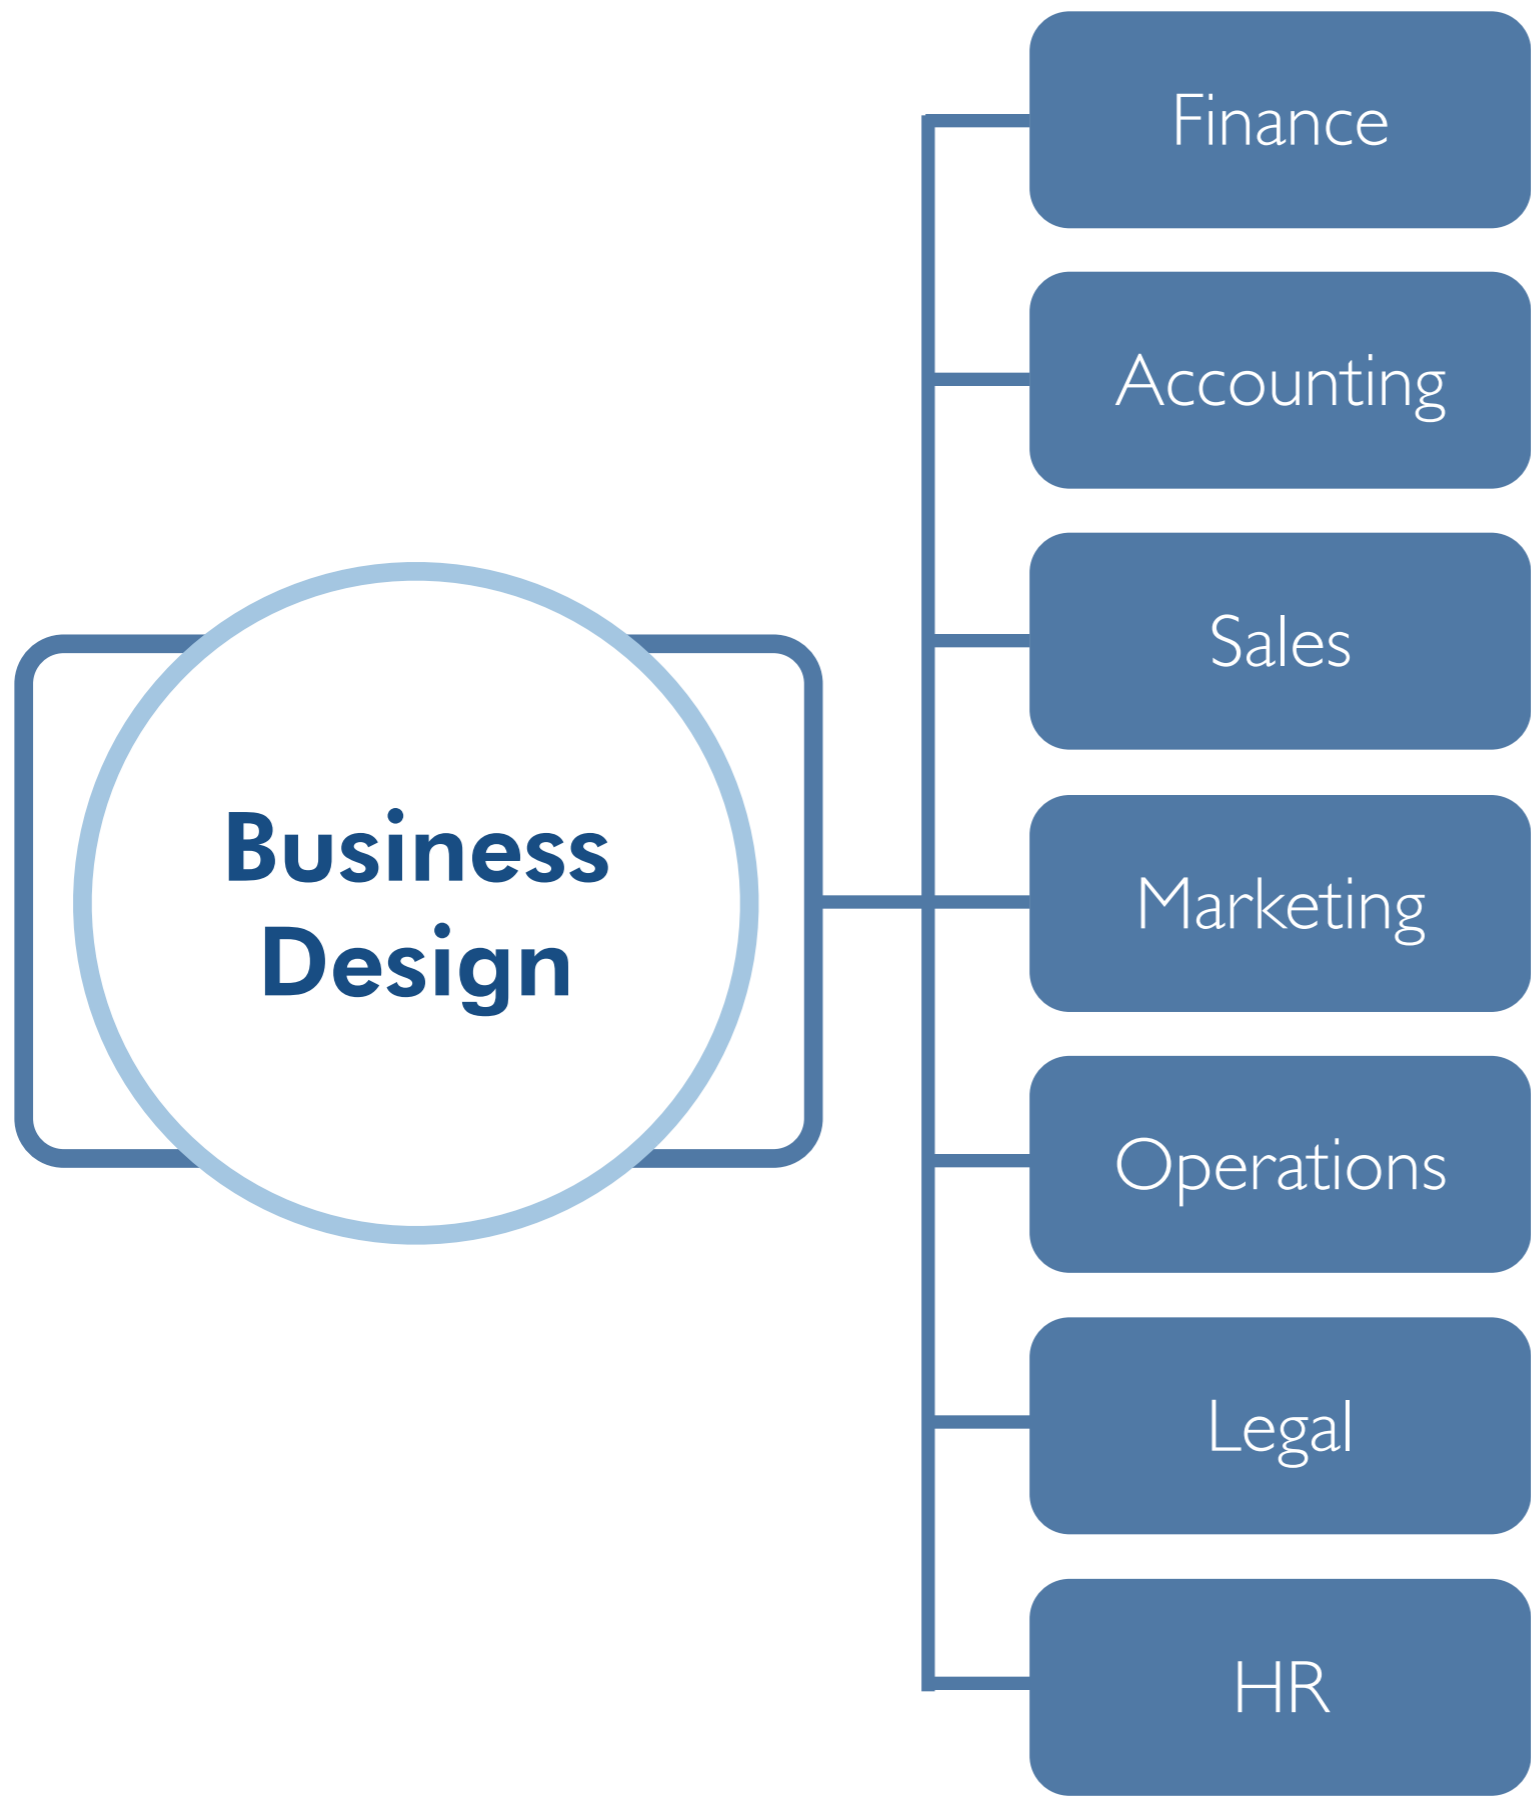 Business
Design
Finance
Accounting
Sales
Marketing
Operations
Legal
HR